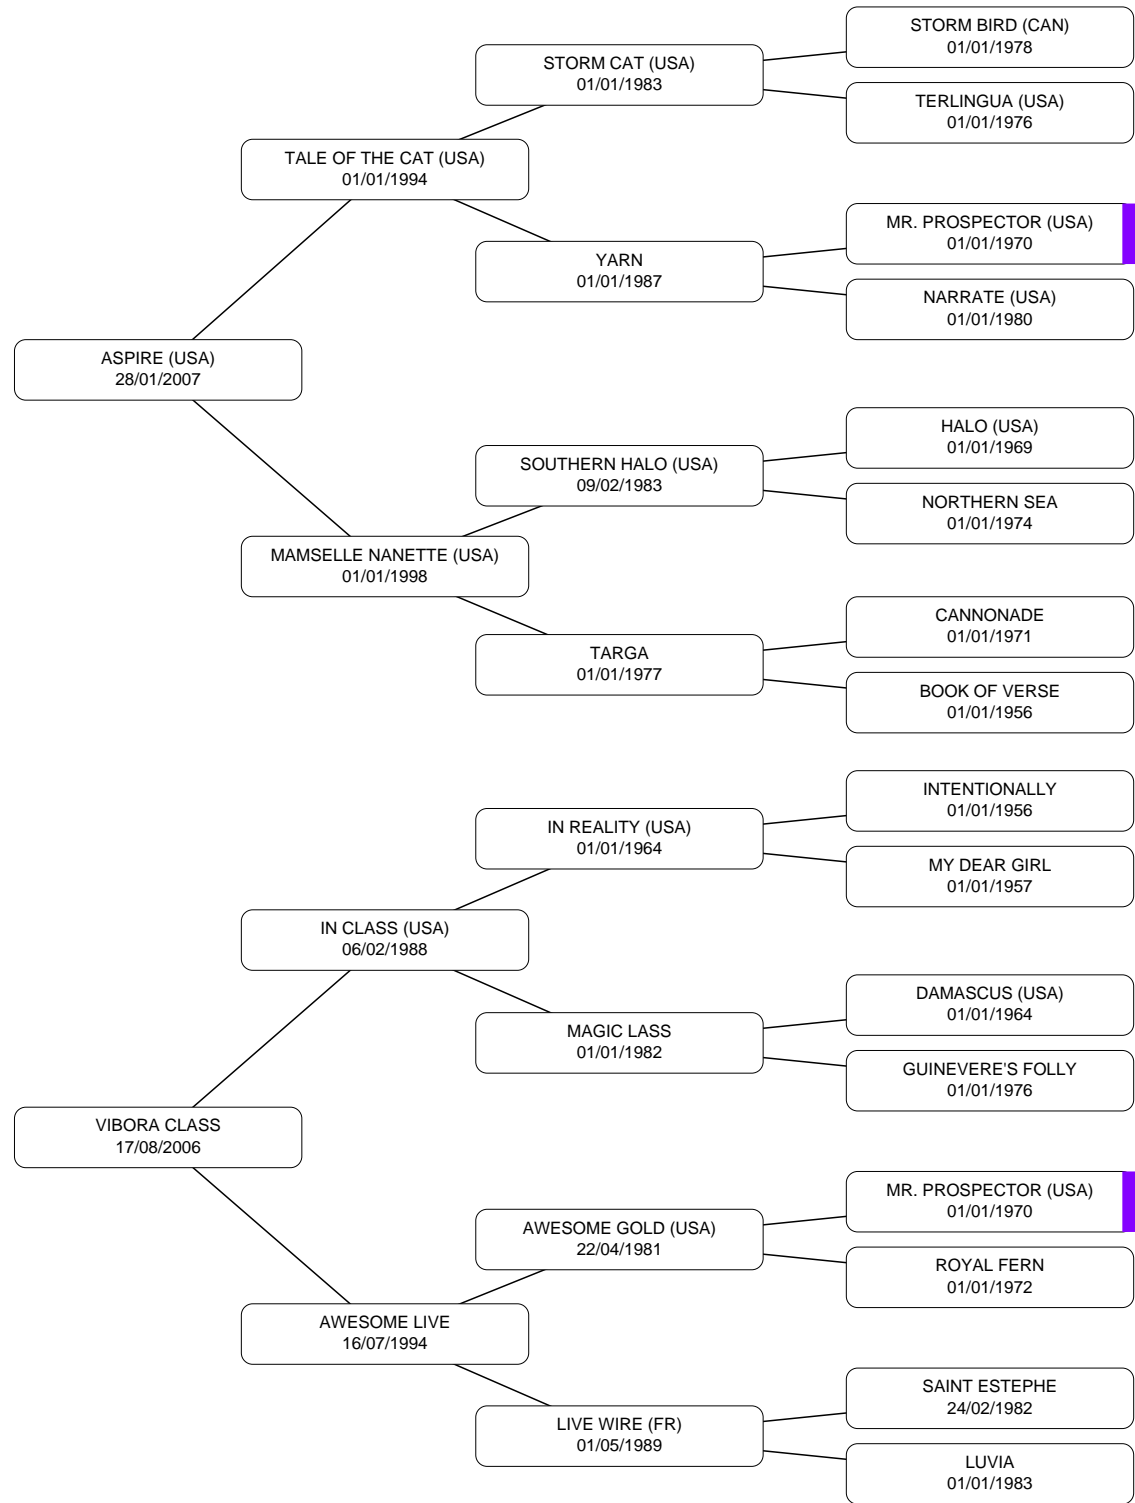 STORM BIRD (CAN)
01/01/1978
STORM CAT (USA)
01/01/1983
TERLINGUA (USA)
01/01/1976
TALE OF THE CAT (USA)
01/01/1994
MR. PROSPECTOR (USA)
01/01/1970
YARN
01/01/1987
NARRATE (USA)
01/01/1980
ASPIRE (USA)
28/01/2007
HALO (USA)
01/01/1969
SOUTHERN HALO (USA)
09/02/1983
NORTHERN SEA
01/01/1974
MAMSELLE NANETTE (USA)
01/01/1998
CANNONADE
01/01/1971
TARGA
01/01/1977
BOOK OF VERSE
01/01/1956
INTENTIONALLY
01/01/1956
IN REALITY (USA)
01/01/1964
MY DEAR GIRL
01/01/1957
IN CLASS (USA)
06/02/1988
DAMASCUS (USA)
01/01/1964
MAGIC LASS
01/01/1982
GUINEVERE'S FOLLY
01/01/1976
VIBORA CLASS
17/08/2006
MR. PROSPECTOR (USA)
01/01/1970
AWESOME GOLD (USA)
22/04/1981
ROYAL FERN
01/01/1972
AWESOME LIVE
16/07/1994
SAINT ESTEPHE
24/02/1982
LIVE WIRE (FR)
01/05/1989
LUVIA
01/01/1983